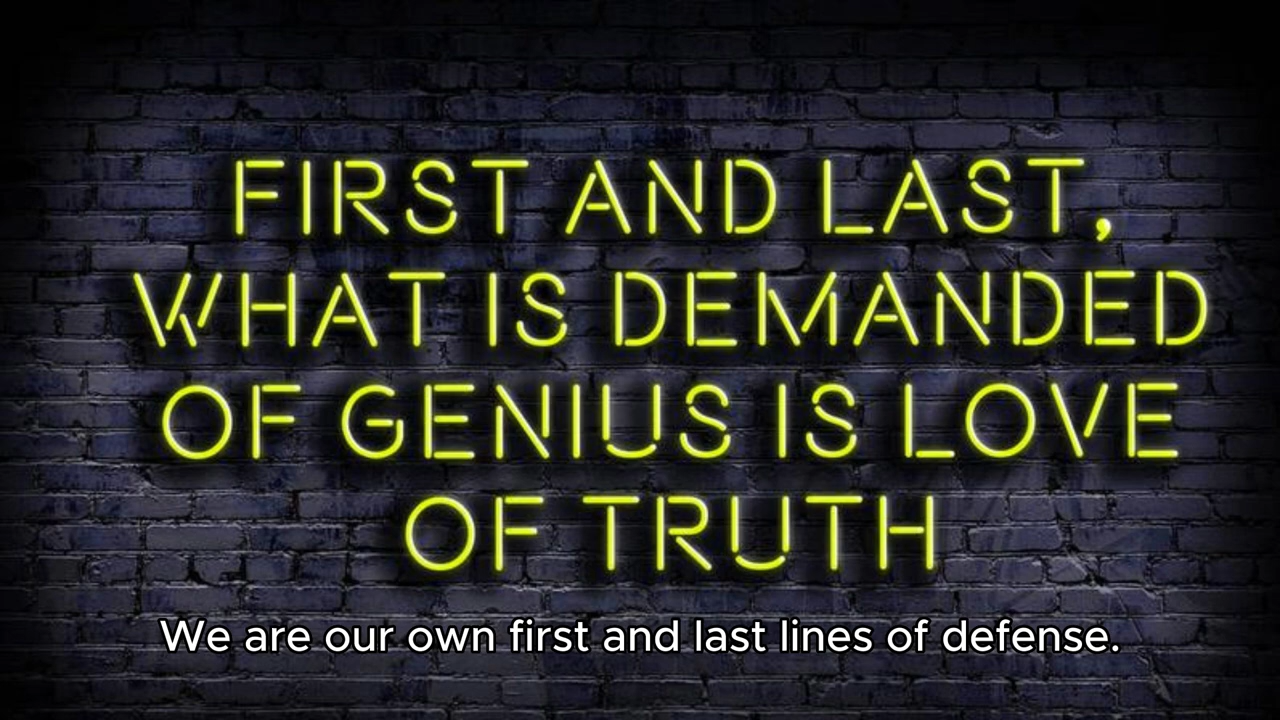 FIRST AND LAST,
WHAT IS DEMANDED
OF GENIUS IS LOVE
OF TRUTH
We are our own first and last lines of defense.